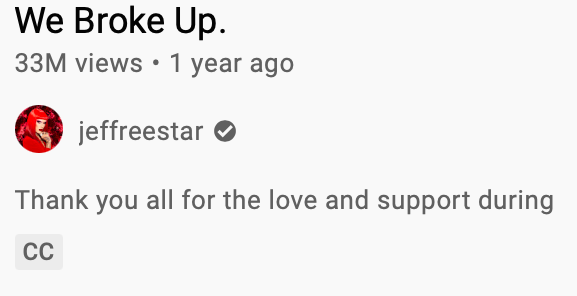 We Broke Up.
33M views • 1 year ago
jeffreestar
Thank you all for the love and support during
CC